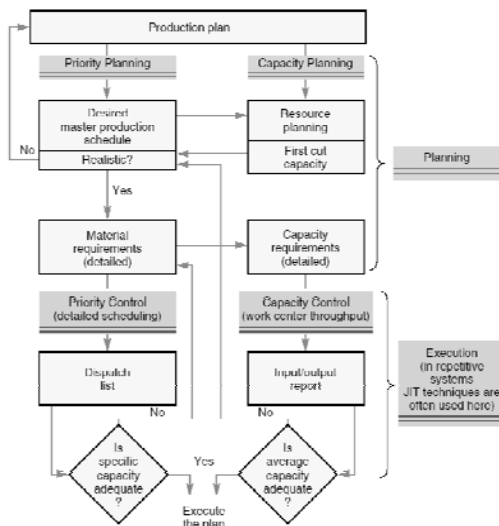 Production plan
Priority Planning
Capacity Planning
Desired
master production
schedule
Realistic?
Resource
planning
First cut
capacity
No
Planning
Yes
Material
requirements
(detailed)
Capacity
requirements
(detailed)
Priority Control
(detailed scheduling)
Capacity Control
(work center throughput)
Execution
(in repetitive
systems
JIT techniques are
often used here)
Dispatch
list
Input/output
report
No
No
Is
specific
capacity
adequate
?
Yes
Is
average
capacity
adequate
?
Execute
the plan